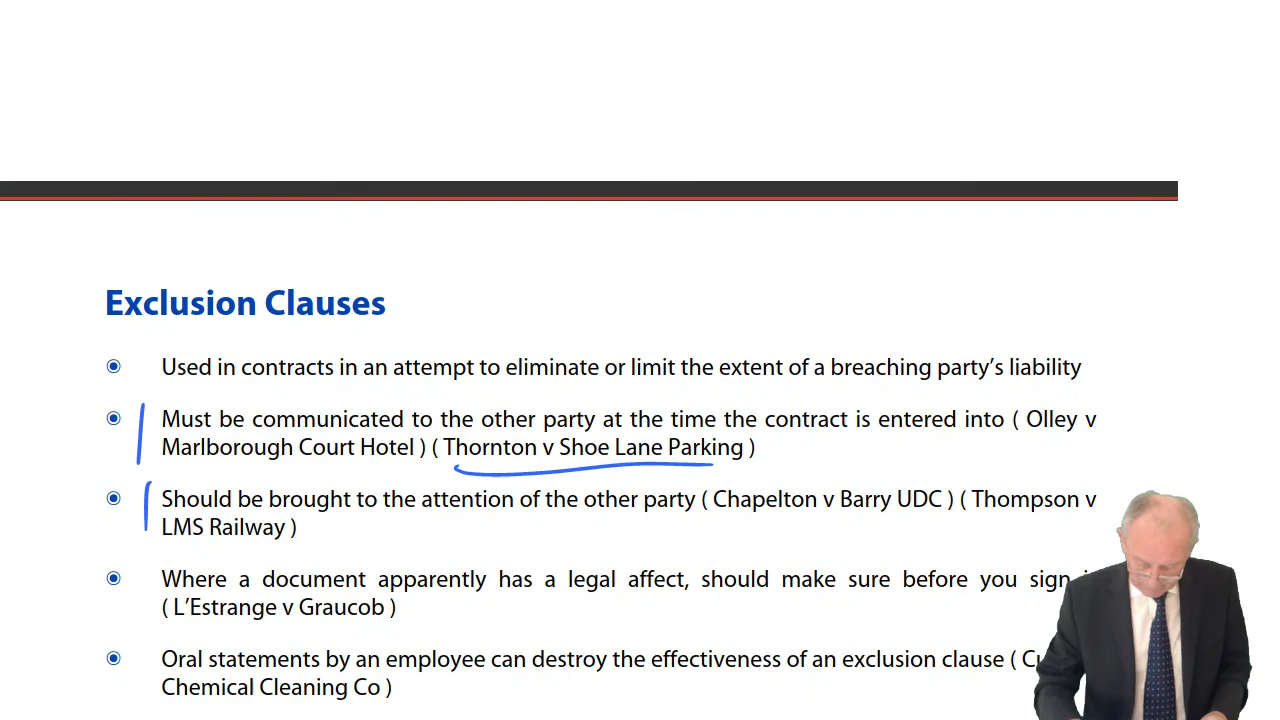 Exclusion Clauses
Used in contracts in an attempt to eliminate or limit the extent of a breaching party’s liability
Must be communicated to the other party at the time the contract is entered into ( Olley v
Marlborough Court Hotel ) ( Thornton v Shoe Lane Parking )
Should be brought to the attention of the other party ( Chapelton v Barry UDC ) ( Thompson v
LMS Railway )
Where a document apparently has a legal affect, should make sure before you sign
( L’Estrange v Graucob )
Oral statements by an employee can destroy the effectiveness of an exclusion clause (
Chemical Cleaning Co )